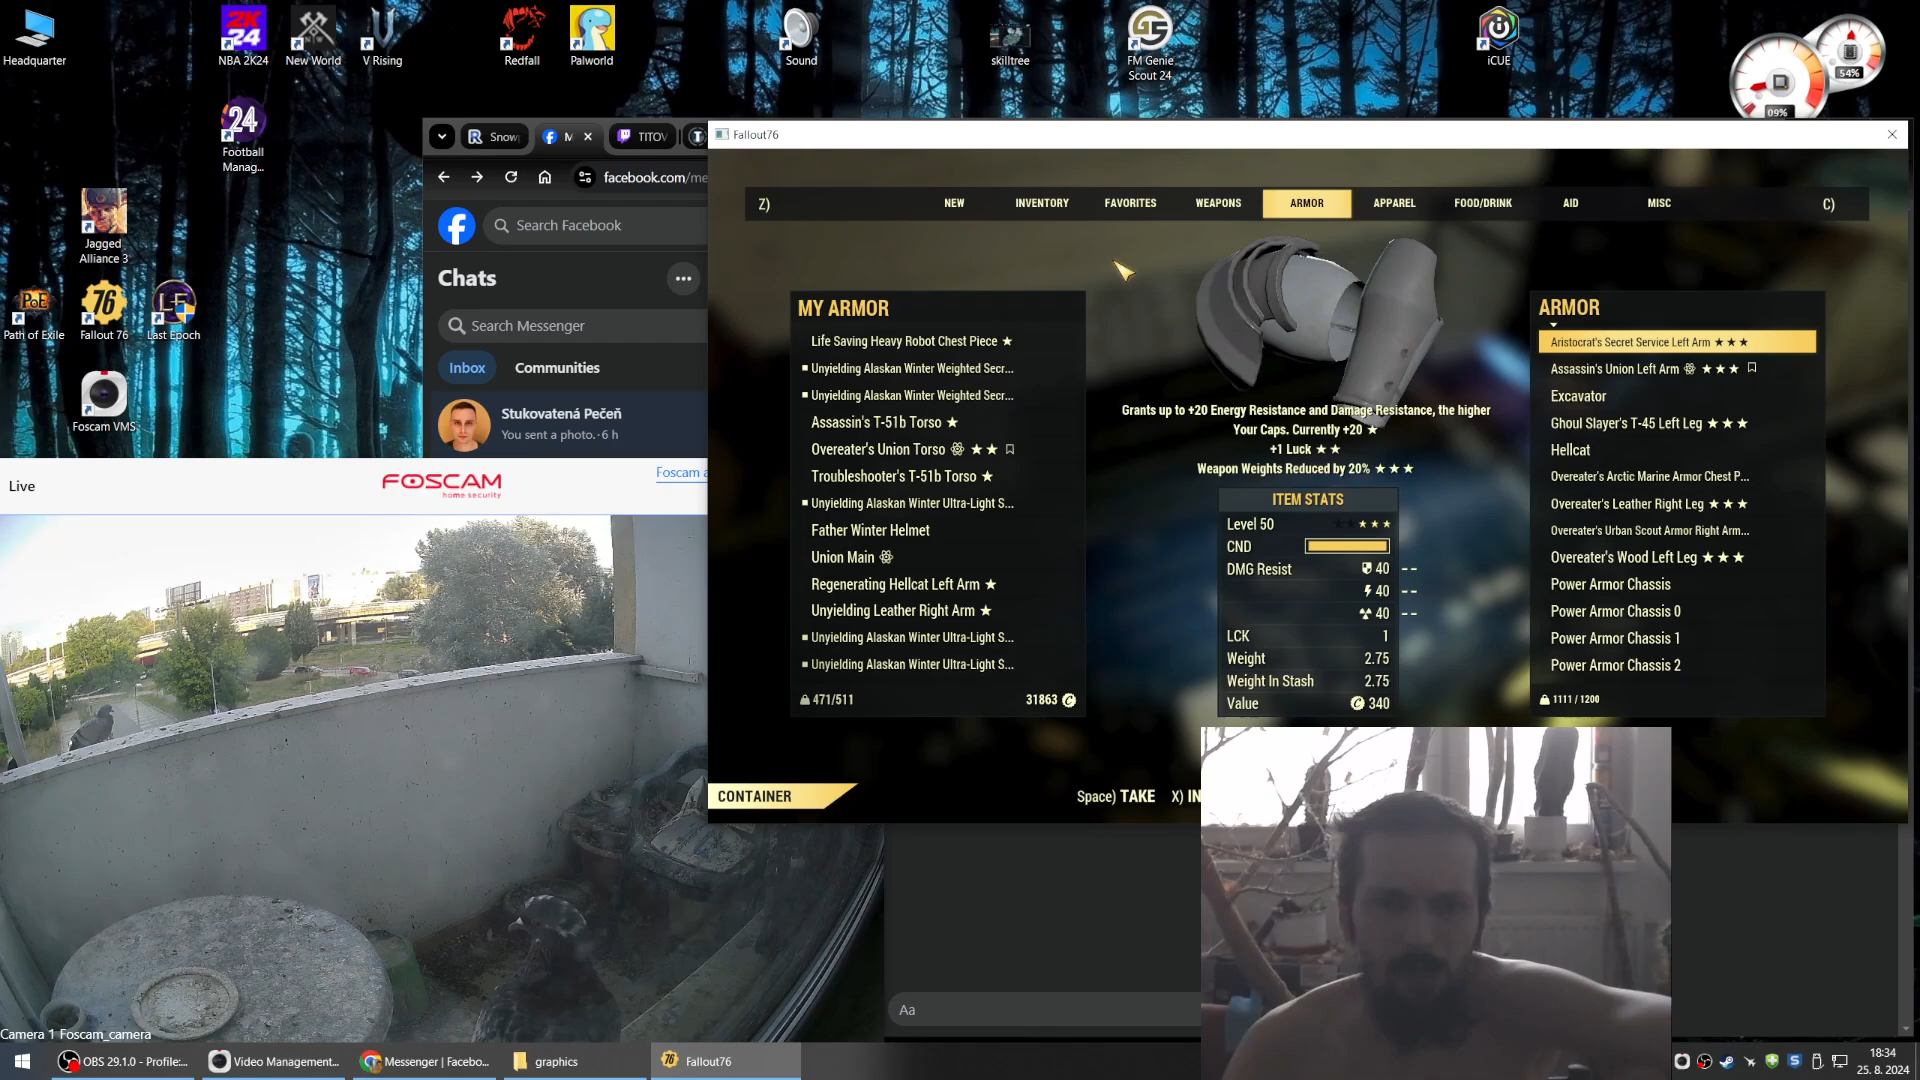 Headquarter
NBA 2K24
New World
V Rising
Redfall
Palworld
Sound
skilltree
FM Genie
Scout 24
iCUE
54%
09%
Football
Manag...
Jagged
Alliance 3
Path of Exile
Fallout 76
Last Epoch
Foscam VMS
Snow
M
TITOV
facebook.com/me
Search Facebook
Chats
Search Messenger
Inbox
Communities
Stukovatená Pečeň
You sent a photo. · 6 h
Live
FOSCAM
home security
Foscam a
Camera 1 Foscam_camera
Fallout76
Z)
NEW
INVENTORY
FAVORITES
WEAPONS
ARMOR
APPAREL
FOOD/DRINK
AID
MISC
C)
MY ARMOR
Life Saving Heavy Robot Chest Piece ★
Unyielding Alaskan Winter Weighted Secr...
Unyielding Alaskan Winter Weighted Secr...
Assassin's T-51b Torso ★
Overeater's Union Torso ★ ★
Troubleshooter's T-51b Torso ★
Unyielding Alaskan Winter Ultra-Light S...
Father Winter Helmet
Union Main
Regenerating Hellcat Left Arm ★
Unyielding Leather Right Arm ★
Unyielding Alaskan Winter Ultra-Light S...
Unyielding Alaskan Winter Ultra-Light S...
471/511
31863
Grants up to +20 Energy Resistance and Damage Resistance, the higher
Your Caps. Currently +20 ★
+1 Luck ★ ★
Weapon Weights Reduced by 20% ★ ★ ★
ITEM STATS
Level 50
CND
DMG Resist 40 --
40 --
40 --
LCK 1
Weight 2.75
Weight In Stash 2.75
Value 340
ARMOR
Aristocrat's Secret Service Left Arm ★ ★ ★
Assassin's Union Left Arm ★ ★ ★
Excavator
Ghoul Slayer's T-45 Left Leg ★ ★ ★
Hellcat
Overeater's Arctic Marine Armor Chest P...
Overeater's Leather Right Leg ★ ★ ★
Overeater's Urban Scout Armor Right Arm...
Overeater's Wood Left Leg ★ ★ ★
Power Armor Chassis
Power Armor Chassis 0
Power Armor Chassis 1
Power Armor Chassis 2
1111 / 1200
CONTAINER
Space) TAKE
X) IN
Aa
OBS 29.1.0 - Profile:...
Video Management...
Messenger | Facebo...
graphics
Fallout76
18:34
25. 8. 2024